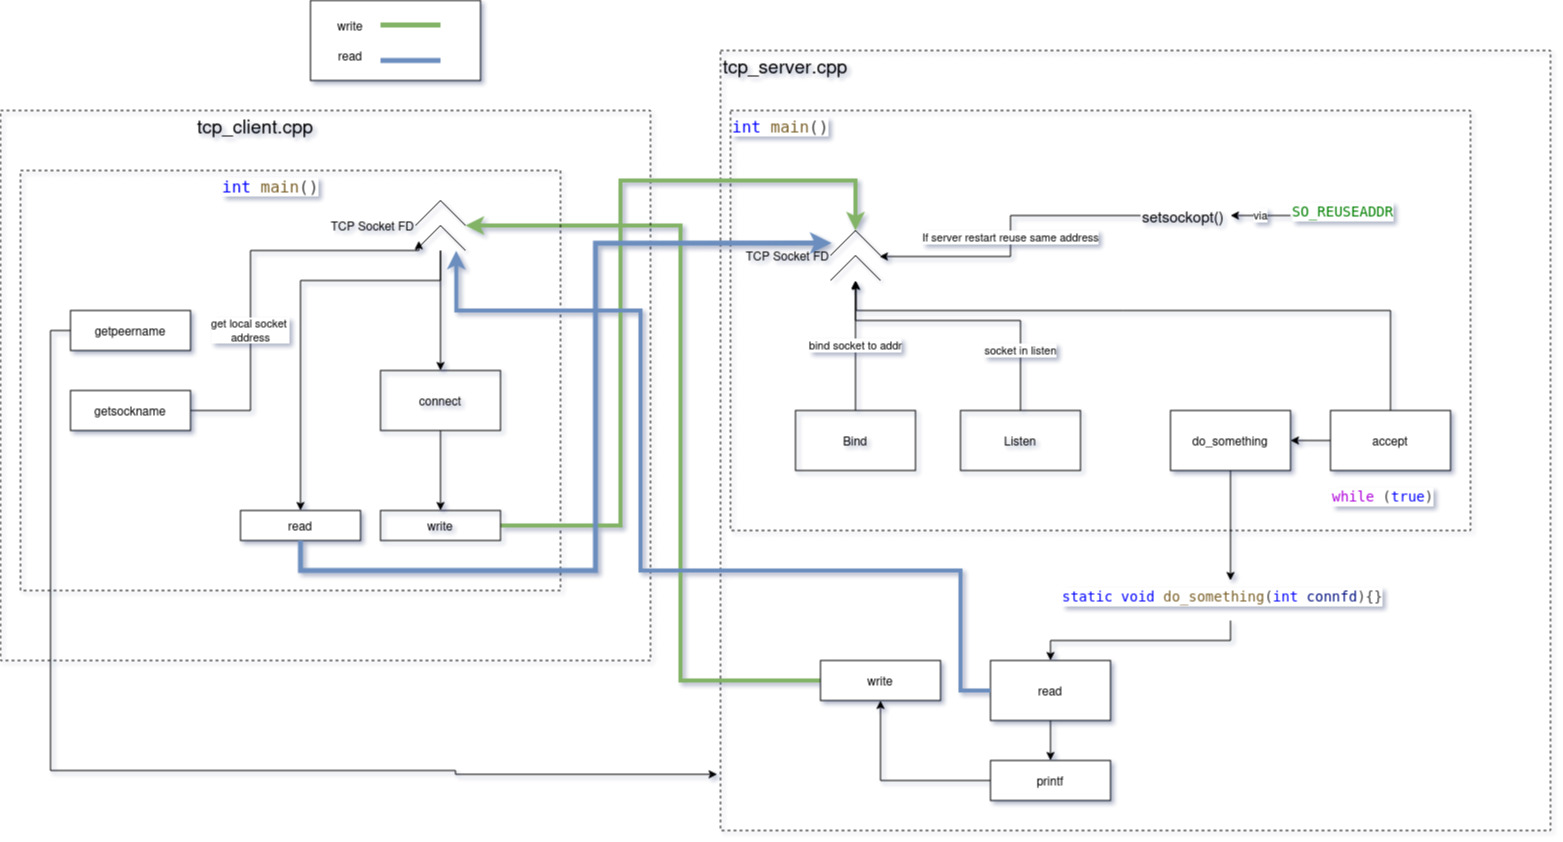 write
read
tcp_client.cpp
int main()
TCP Socket FD
getpeername
getsockname
get local socket
address
connect
read
write
tcp_server.cpp
int main()
TCP Socket FD
setsockopt()
via
SO_REUSEADDR
If server restart reuse same address
bind socket to addr
socket in listen
Bind
Listen
do_something
accept
while (true)
static void do_something(int connfd){}
write
read
printf